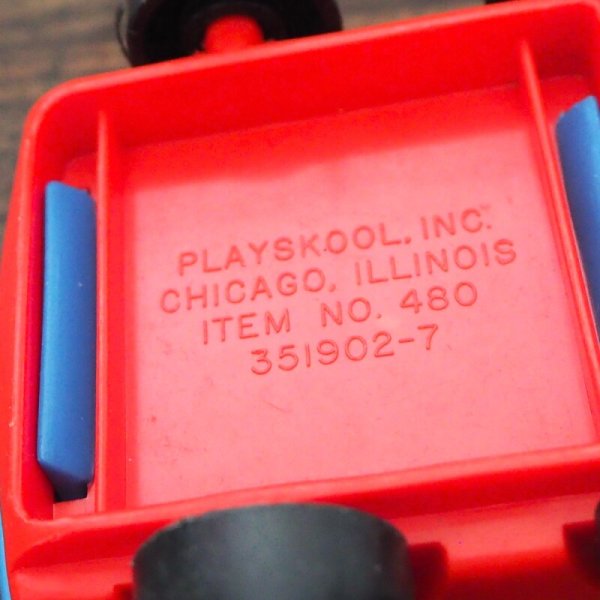 PLAYSKOOL, INC.
CHICAGO, ILLINOIS
ITEM NO. 480
351902-7